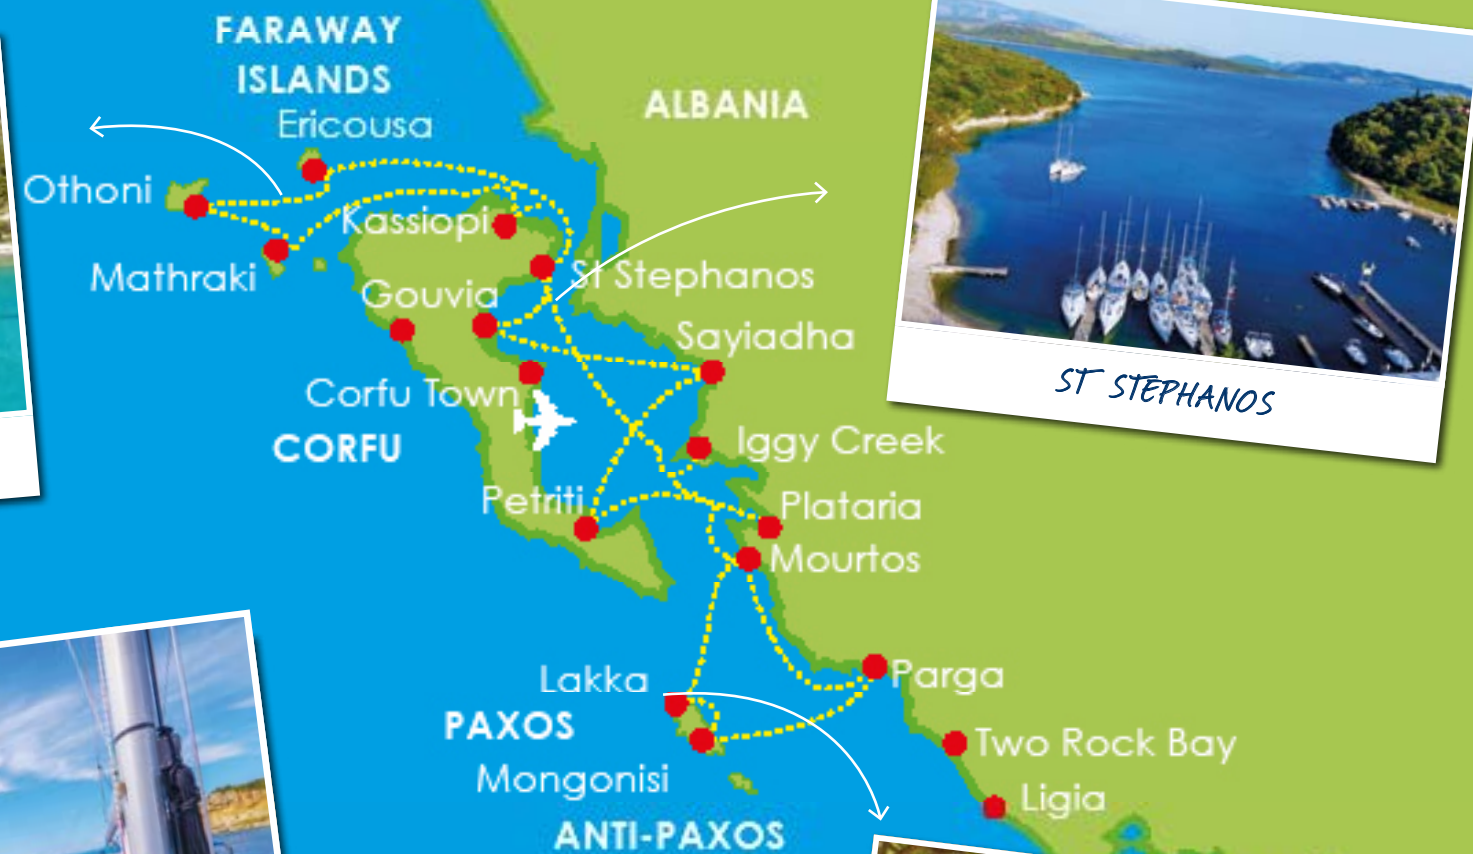 FARAWAY
ISLANDS
Ericousa
ALBANIA
Othoni
Kassiopi
Mathraki
St Stephanos
Gouvia
Sayiadha
ST STEPHANOS
Corfu Town
CORFU
Iggy Creek
Petriti
Plataria
Mourtos
Lakka
Parga
PAXOS
Two Rock Bay
Mongonisi
Ligia
ANTI-PAXOS